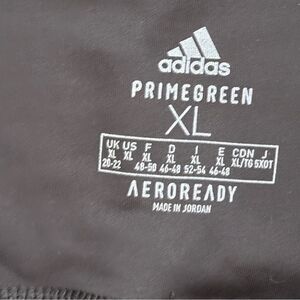 adidas
PRIMEGREEN
XL
UK US F D I E CDN J
XL XL XL XL XL XL XL/TG 5XOT
20-22 48-50 46-48 52-54 46-48
AEROREADY
MADE IN JORDAN